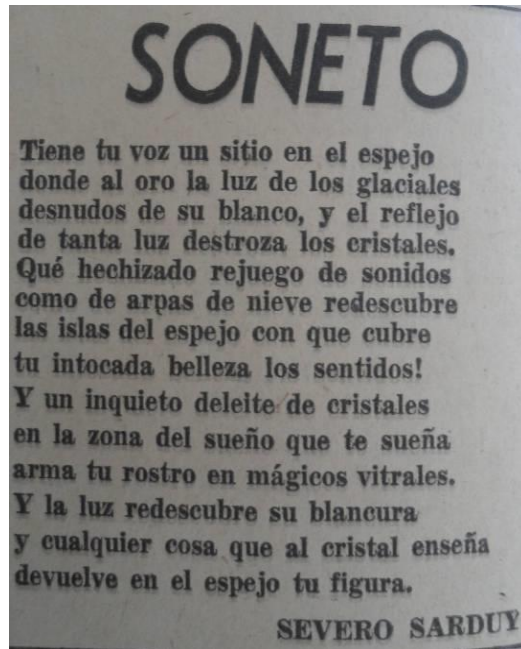 SONETO
Tiene tu voz un sitio en el espejo
donde al oro la luz de los glaciales
desnudos de su blanco, y el reflejo
de tanta luz destroza los cristales.
Qué hechizado rejuego de sonidos
como de arpas de nieve redescubre
las islas del espejo con que cubre
tu intocada belleza los sentidos!
Y un inquieto deleite de cristales
en la zona del sueño que te sueña
arma tu rostro en mágicos vitrales.
Y la luz redescubre su blancura
y cualquier cosa que al cristal enseña
devuelve en el espejo tu figura.
SEVERO SARDUY